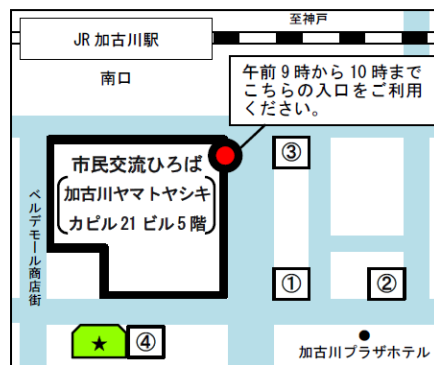 至神戸
JR 加古川駅
南口
午前9時から10時まで
こちらの入口をご利用
ください。
市民交流ひろば
加古川ヤマトヤシキ
カピル21ビル5階
③
ベルデモール商店街
①
②
★
④
加古川プラザホテル